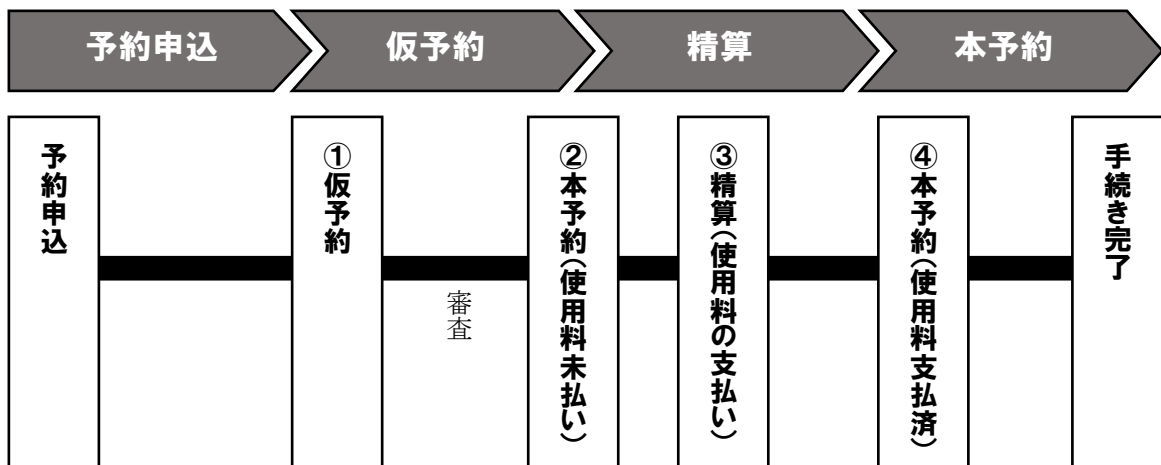 予約申込
仮予約
精算
本予約
予約申込
①仮予約
審査
②本予約(使用料未払い)
③精算(使用料の支払い)
④本予約(使用料支払済)
手続き完了